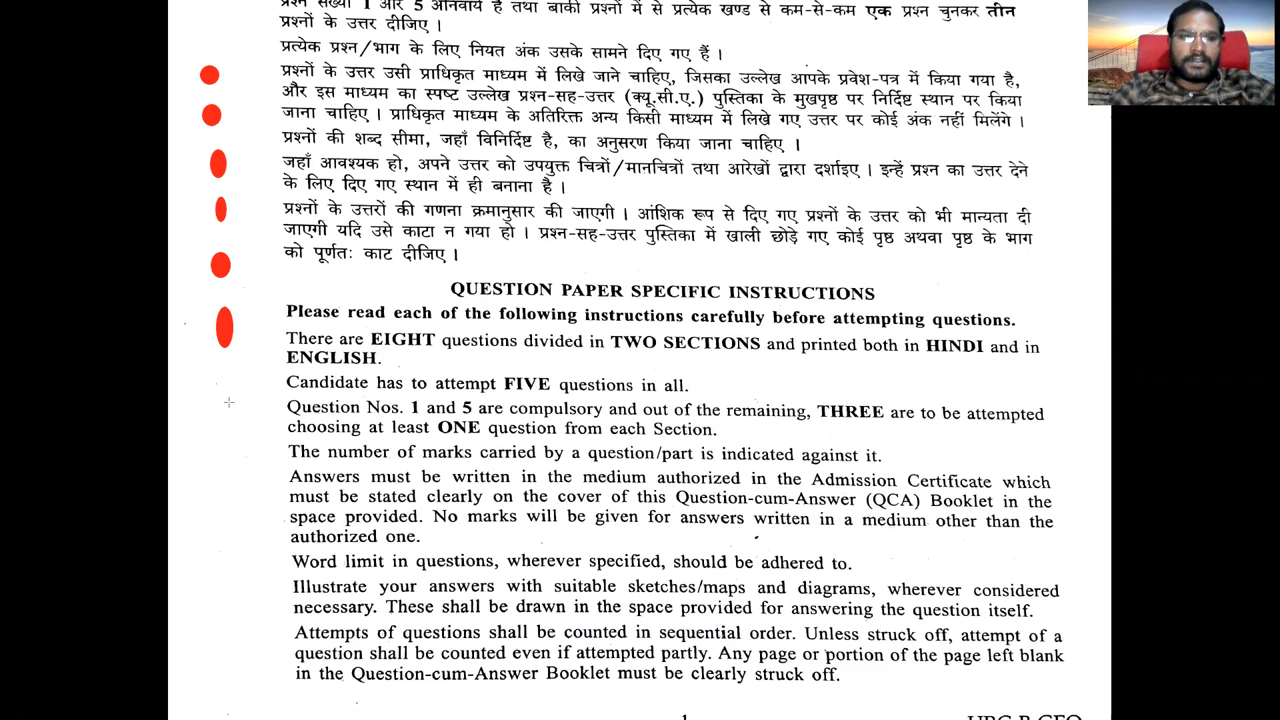 प्रश्न संख्या 1 और 5 अनिवार्य हैं तथा बाकी प्रश्नों में से प्रत्येक खण्ड से कम-से-कम एक प्रश्न चुनकर तीन
प्रश्नों के उत्तर दीजिए ।
प्रत्येक प्रश्न/भाग के लिए नियत अंक उसके सामने दिए गए हैं ।
प्रश्नों के उत्तर उसी प्राधिकृत माध्यम में लिखे जाने चाहिए, जिसका उल्लेख आपके प्रवेश-पत्र में किया गया है,
और इस माध्यम का स्पष्ट उल्लेख प्रश्न-सह-उत्तर (क्यू.सी.ए.) पुस्तिका के मुखपृष्ठ पर निर्दिष्ट स्थान पर किया
जाना चाहिए । प्राधिकृत माध्यम के अतिरिक्त अन्य किसी माध्यम में लिखे गए उत्तर पर कोई अंक नहीं मिलेंगे ।
प्रश्नों की शब्द सीमा, जहाँ विनिर्दिष्ट है, का अनुसरण किया जाना चाहिए ।
जहाँ आवश्यक हो, अपने उत्तर को उपयुक्त चित्रों/मानचित्रों तथा आरेखों द्वारा दर्शाइए । इन्हें प्रश्न का उत्तर देने
के लिए दिए गए स्थान में ही बनाना है ।
प्रश्नों के उत्तरों की गणना क्रमानुसार की जाएगी । आंशिक रूप से दिए गए प्रश्नों के उत्तर को भी मान्यता दी
जाएगी यदि उसे काटा न गया हो । प्रश्न-सह-उत्तर पुस्तिका में खाली छोड़े गए कोई पृष्ठ अथवा पृष्ठ के भाग
को पूर्णतः काट दीजिए ।
QUESTION PAPER SPECIFIC INSTRUCTIONS
Please read each of the following instructions carefully before attempting questions.
There are EIGHT questions divided in TWO SECTIONS and printed both in HINDI and in
ENGLISH.
Candidate has to attempt FIVE questions in all.
Question Nos. 1 and 5 are compulsory and out of the remaining, THREE are to be attempted
choosing at least ONE question from each Section.
The number of marks carried by a question/part is indicated against it.
Answers must be written in the medium authorized in the Admission Certificate which
must be stated clearly on the cover of this Question-cum-Answer (QCA) Booklet in the
space provided. No marks will be given for answers written in a medium other than the
authorized one.
Word limit in questions, wherever specified, should be adhered to.
Illustrate your answers with suitable sketches/maps and diagrams, wherever considered
necessary. These shall be drawn in the space provided for answering the question itself.
Attempts of questions shall be counted in sequential order. Unless struck off, attempt of a
question shall be counted even if attempted partly. Any page or portion of the page left blank
in the Question-cum-Answer Booklet must be clearly struck off.